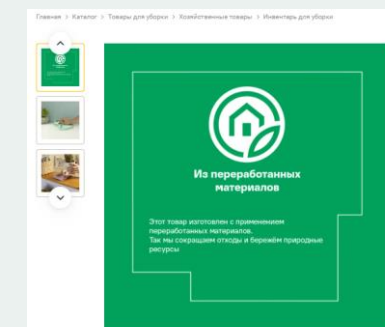 Главная > Каталог > Товары для уборки > Хозяйственные товары > Инвентарь для уборки
Из переработанных
материалов
Этот товар изготовлен с применением
переработанных материалов.
Так мы сокращаем отходы и бережём природные
ресурсы